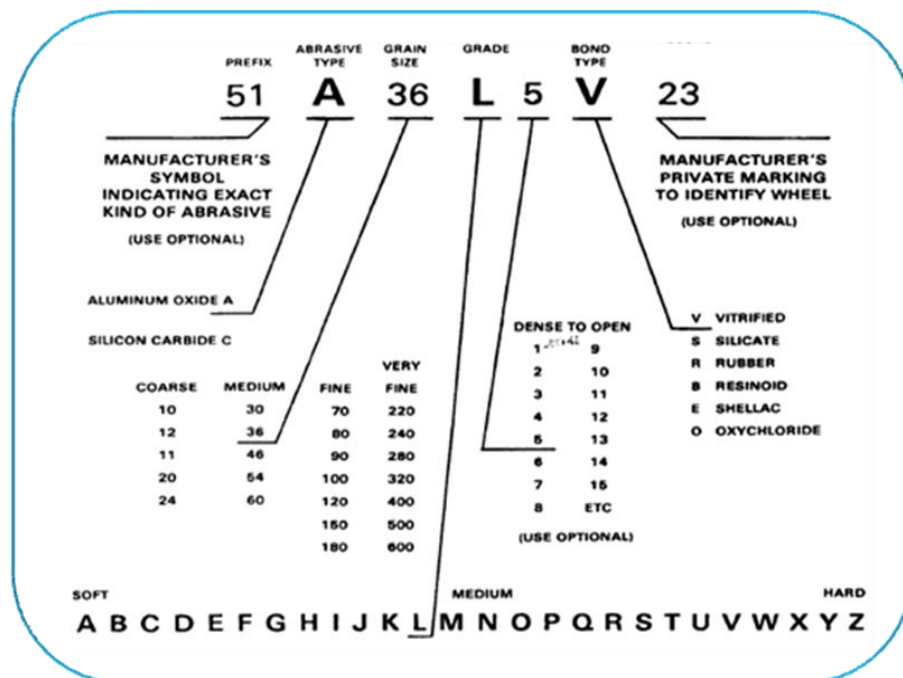 PREFIX ABRASIVE TYPE GRAIN SIZE GRADE BOND TYPE
51 A 36 L 5 V 23
MANUFACTURER'S
SYMBOL
INDICATING EXACT
KIND OF ABRASIVE
(USE OPTIONAL)
MANUFACTURER'S
PRIVATE MARKING
TO IDENTIFY WHEEL
(USE OPTIONAL)
ALUMINUM OXIDE A
SILICON CARBIDE C
COARSE MEDIUM FINE VERY FINE
10 30 70 220
12 36 80 240
11 46 90 280
20 54 100 320
24 60 120 400
150 500
180 600
DENSE TO OPEN
1 9
2 10
3 11
4 12
5 13
6 14
7 15
8 ETC
(USE OPTIONAL)
V VITRIFIED
S SILICATE
R RUBBER
B RESINOID
E SHELLAC
O OXYCHLORIDE
SOFT MEDIUM HARD
A B C D E F G H I J K L M N O P Q R S T U V W X Y Z